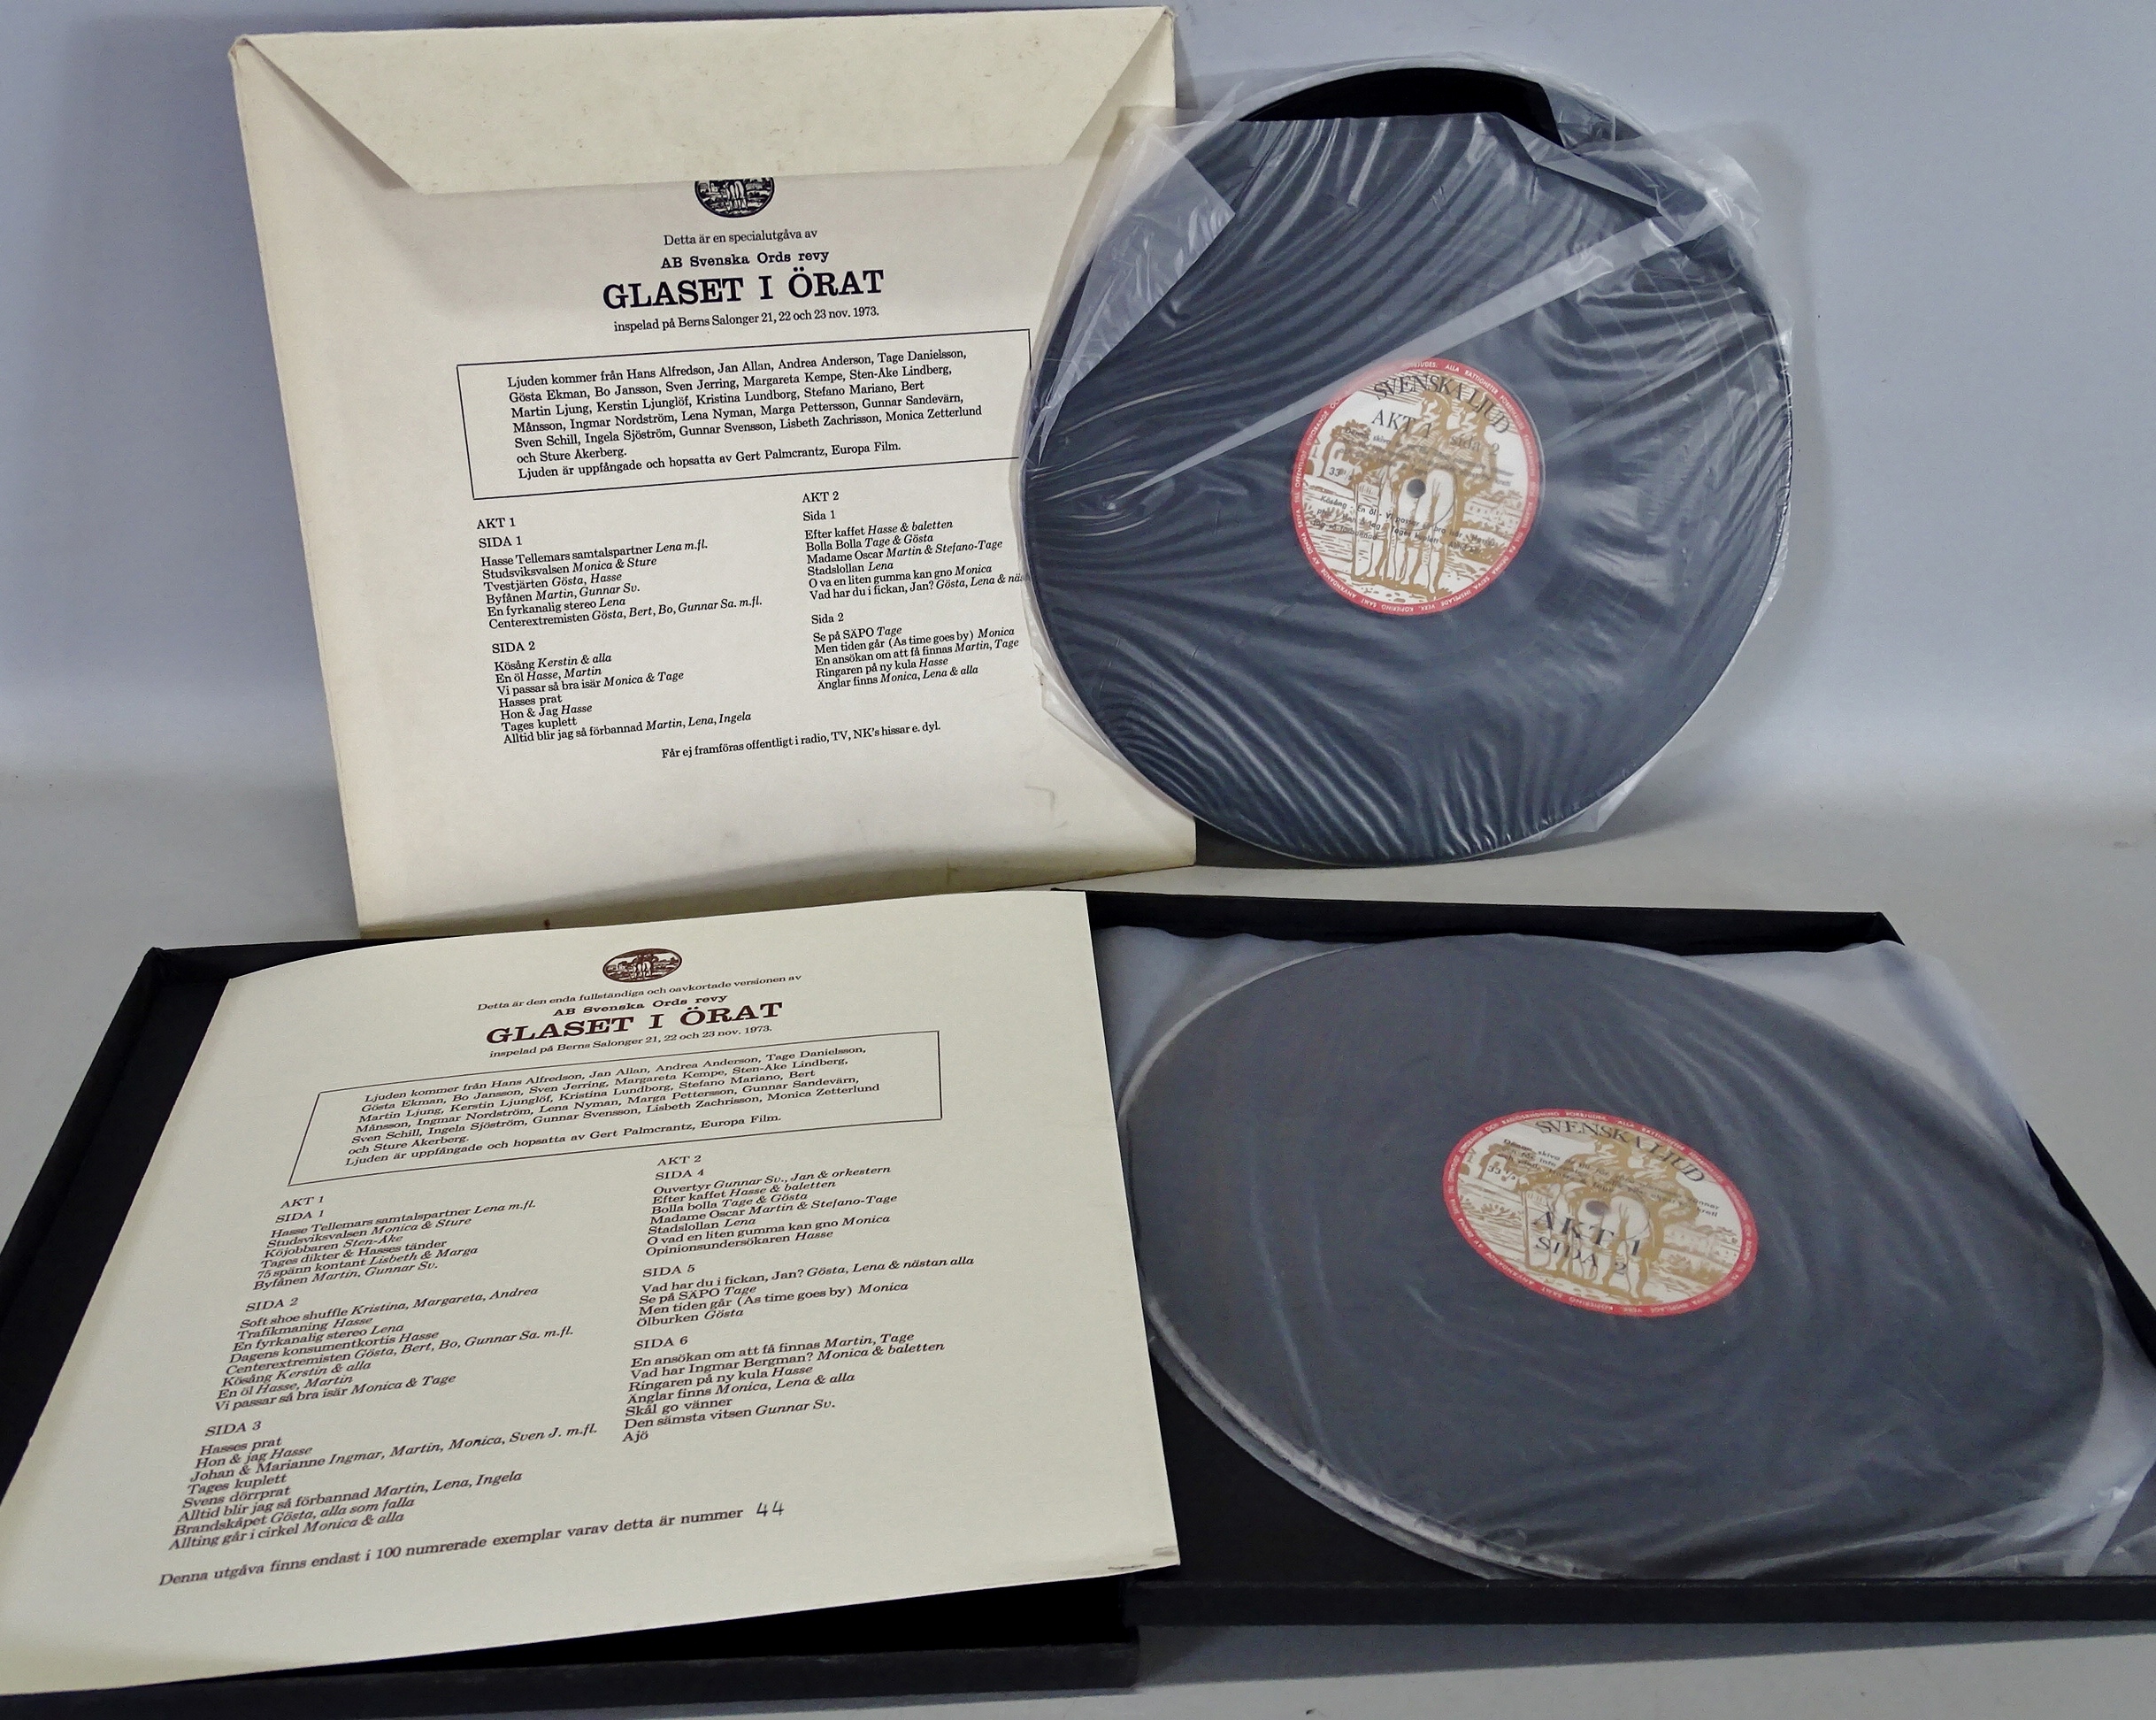 Detta är en specialutgåva av
AB Svenska Ords revy
GLASET I ÖRAT
inspelad på Berns Salonger 21, 22 och 23 nov. 1973.
Ljuden kommer från Hans Alfredson, Jan Allan, Andrea Anderson, Tage Danielsson,
Gösta Ekman, Bo Jansson, Sven Jerring, Margareta Kempe, Sten-Åke Lindberg,
Martin Ljung, Kerstin Ljunglöf, Kristina Lundborg, Stefano Mariano, Bert
Månsson, Ingmar Nordström, Lena Nyman, Marga Pettersson, Gunnar Sandevärn,
Sven Schill, Ingela Sjöström, Gunnar Svensson, Lisbeth Zachrisson, Monica Zetterlund
och Sture Åkerberg.
Ljuden är uppfångade och hopsatta av Gert Palmcrantz, Europa Film.
AKT 1
SIDA 1
Hasse Tellemars samtalspartner Lena m.fl.
Studsviksvalsen Monica & Sture
Tvestjärten Gösta, Hasse
Byfånen Martin, Gunnar Sv.
En fyrkanalig stereo Lena
Centerextremisten Gösta, Bert, Bo, Gunnar Sa. m.fl.
SIDA 2
Kösång Kerstin & alla
En öl Hasse, Martin
Vi passar så bra isär Monica & Tage
Hasses prat
Hon & Jag Hasse
Tages kuplett
Alltid blir jag så förbannad Martin, Lena, Ingela
AKT 2
Sida 1
Efter kaffet Hasse & baletten
Bolla Bolla Tage & Gösta
Madame Oscar Martin & Stefano-Tage
Stadslollan Lena
O va en liten gumma kan gno Monica
Vad har du i fickan, Jan? Gösta, Lena & näs
Sida 2
Se på SÄPO Tage
Men tiden går (As time goes by) Monica
En ansökan om att få finnas Martin, Tage
Ringaren på ny kula Hasse
Änglar finns Monica, Lena & alla
Får ej framföras offentligt i radio, TV, NK's hissar e. dyl.
SVENSKA LJUD
AKT 1 sida 2
33
Kösång - En öl - Vi passar så bra isär
Detta är den enda fullständiga och oavkortade versionen av
AB Svenska Ords revy
GLASET I ÖRAT
inspelad på Berns Salonger 21, 22 och 23 nov. 1973.
Ljuden kommer från Hans Alfredson, Jan Allan, Andrea Anderson, Tage Danielsson,
Gösta Ekman, Bo Jansson, Sven Jerring, Margareta Kempe, Sten-Åke Lindberg,
Martin Ljung, Kerstin Ljunglöf, Kristina Lundborg, Stefano Mariano, Bert
Månsson, Ingmar Nordström, Lena Nyman, Marga Pettersson, Gunnar Sandevärn,
Sven Schill, Ingela Sjöström, Gunnar Svensson, Lisbeth Zachrisson, Monica Zetterlund
och Sture Åkerberg.
Ljuden är uppfångade och hopsatta av Gert Palmcrantz, Europa Film.
AKT 1
SIDA 1
Hasse Tellemars samtalspartner Lena m.fl.
Studsviksvalsen Monica & Sture
Köjobbaren Sten-Åke
Tages dikter & Hasses tänder
75 spänn kontant Lisbeth & Marga
Byfånen Martin, Gunnar Sv.
SIDA 2
Soft shoe shuffle Kristina, Margareta, Andrea
Trafikmaning Hasse
En fyrkanalig stereo Lena
Dagens konsumentkortis Hasse
Centerextremisten Gösta, Bert, Bo, Gunnar Sa. m.fl.
Kösång Kerstin & alla
En öl Hasse, Martin
Vi passar så bra isär Monica & Tage
SIDA 3
Hasses prat
Hon & jag Hasse
Johan & Marianne Ingmar, Martin, Monica, Sven J. m.fl.
Tages kuplett
Svens dörrprat
Alltid blir jag så förbannad Martin, Lena, Ingela
Brandskåpet Gösta, alla som falla
Allting går i cirkel Monica & alla
AKT 2
SIDA 4
Ouvertyr Gunnar Sv., Jan & orkestern
Efter kaffet Hasse & baletten
Bolla bolla Tage & Gösta
Madame Oscar Martin & Stefano-Tage
Stadslollan Lena
O vad en liten gumma kan gno Monica
Opinionsundersökaren Hasse
SIDA 5
Vad har du i fickan, Jan? Gösta, Lena & nästan alla
Se på SÄPO Tage
Men tiden går (As time goes by) Monica
Ölburken Gösta
SIDA 6
En ansökan om att få finnas Martin, Tage
Vad har Ingmar Bergman? Monica & baletten
Ringaren på ny kula Hasse
Änglar finns Monica, Lena & alla
Skål go vänner
Den sämsta vitsen Gunnar Sv.
Ajö
Denna utgåva finns endast i 100 numrerade exemplar varav detta är nummer 44
SVENSKA LJUD
33
AKT 1
SIDA 2